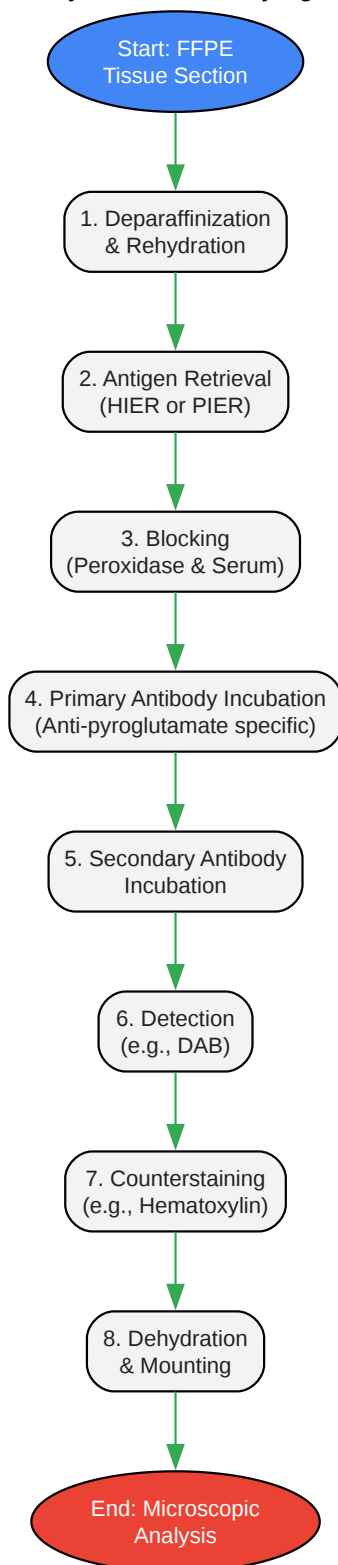 Start: FFPE
Tissue Section
1. Deparaffinization
& Rehydration
2. Antigen Retrieval
(HIER or PIER)
3. Blocking
(Peroxidase & Serum)
4. Primary Antibody Incubation
(Anti-pyroglutamate specific)
5. Secondary Antibody
Incubation
6. Detection
(e.g., DAB)
7. Counterstaining
(e.g., Hematoxylin)
8. Dehydration
& Mounting
End: Microscopic
Analysis